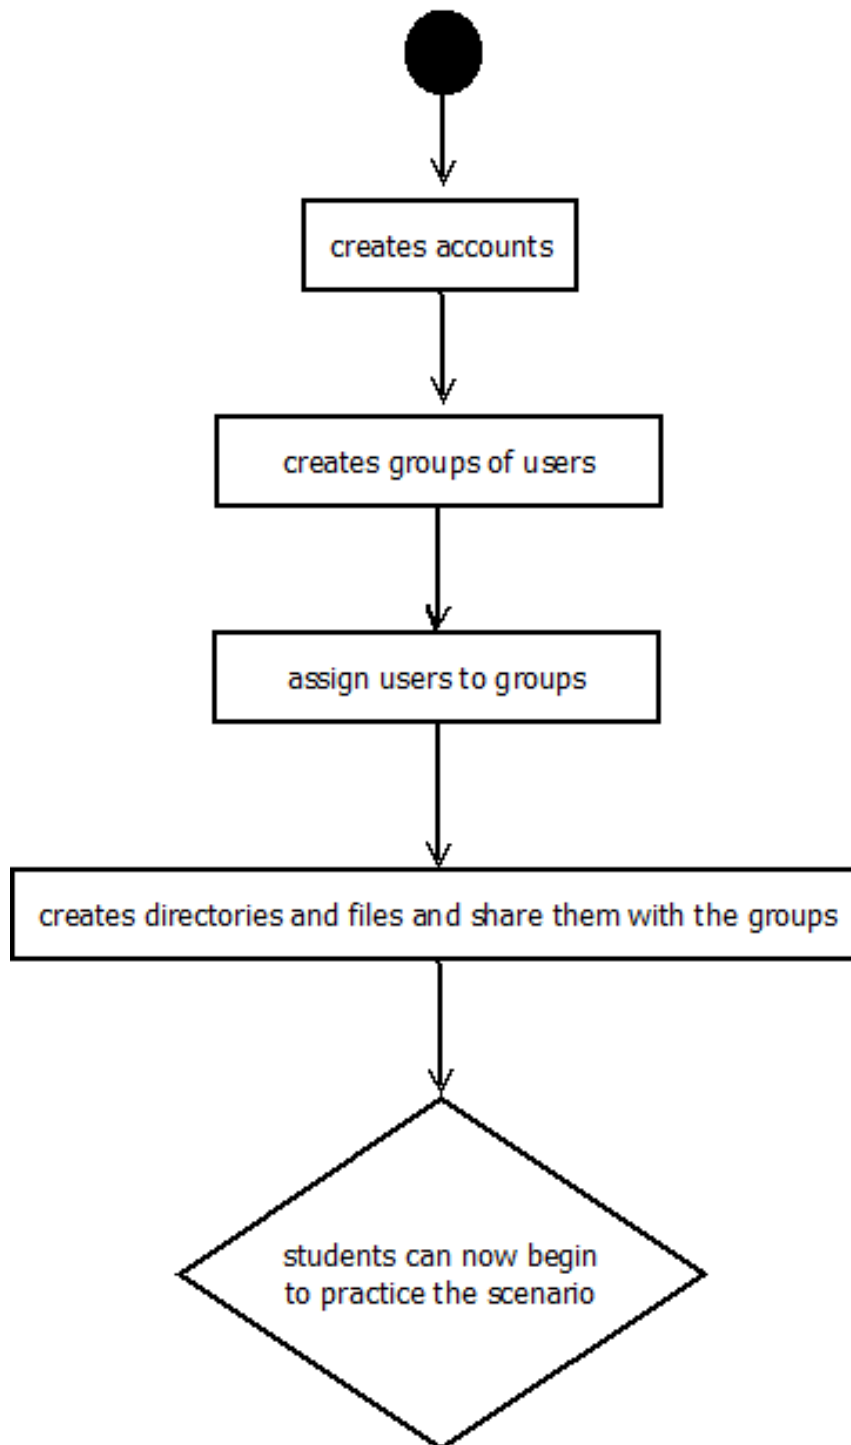 creates accounts
creates groups of users
assign users to groups
creates directories and files and share them with the groups
students can now begin
to practice the scenario